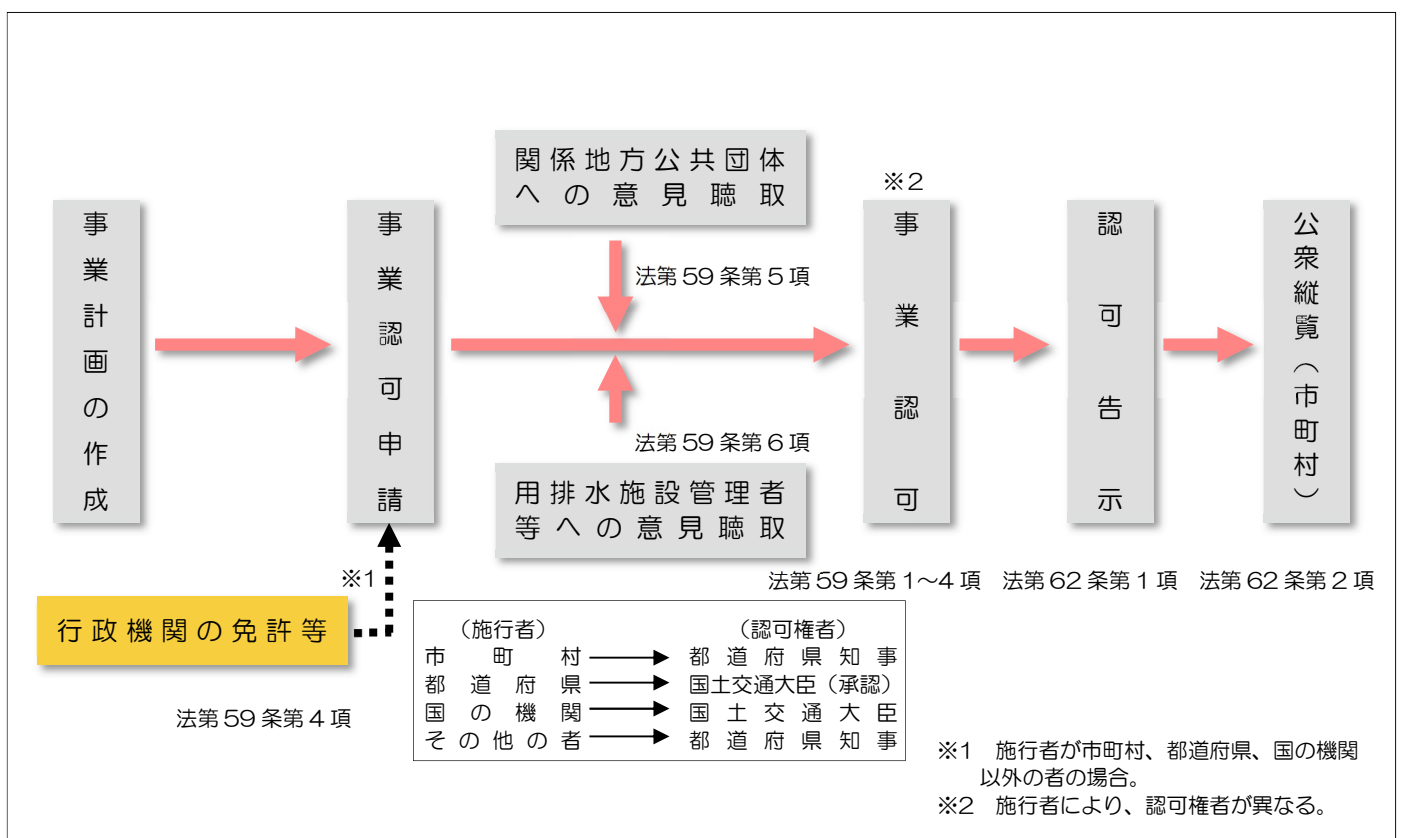 事業計画の作成
事業認可申請
関係地方公共団体
への意見聴取
法第59条第5項
法第59条第6項
用排水施設管理者
等への意見聴取
※2
事業認可
認可告示
公衆縦覧（市町村）
法第59条第1～4項
法第62条第1項
法第62条第2項
※1
行政機関の免許等
法第59条第4項
（施行者） （認可権者）
市町村 都道府県知事
都道府県 国土交通大臣（承認）
国の機関 国土交通大臣
その他の者 都道府県知事
※1 施行者が市町村、都道府県、国の機関
以外の者の場合。
※2 施行者により、認可権者が異なる。